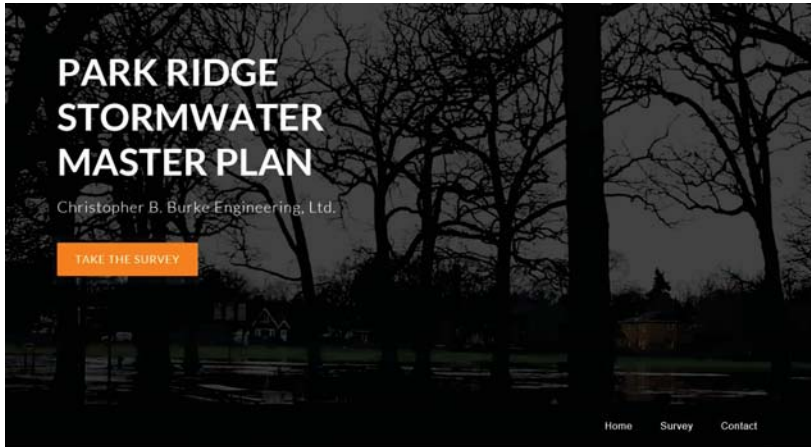 PARK RIDGE
STORMWATER
MASTER PLAN
Christopher B. Burke Engineering, Ltd.
TAKE THE SURVEY
Home Survey Contact